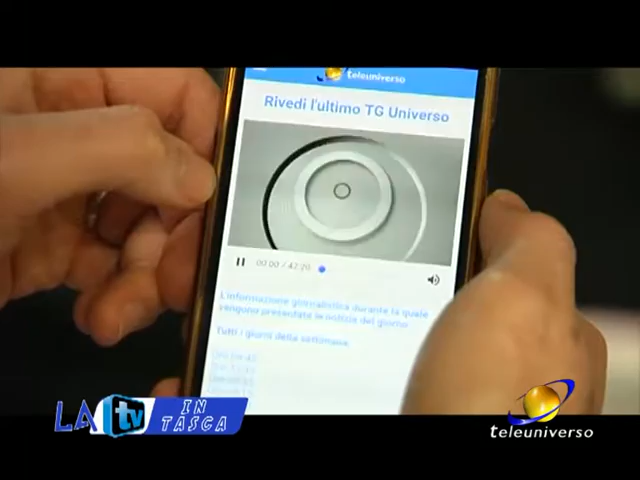 teleuniverso
Rivedi l'ultimo TG Universo
00:00 / 42:20
L'informazione giornalistica durante la quale
vengono presentate le notizie del giorno
Tutti i giorni della settimana
LA tv IN
TASCA
teleuniverso